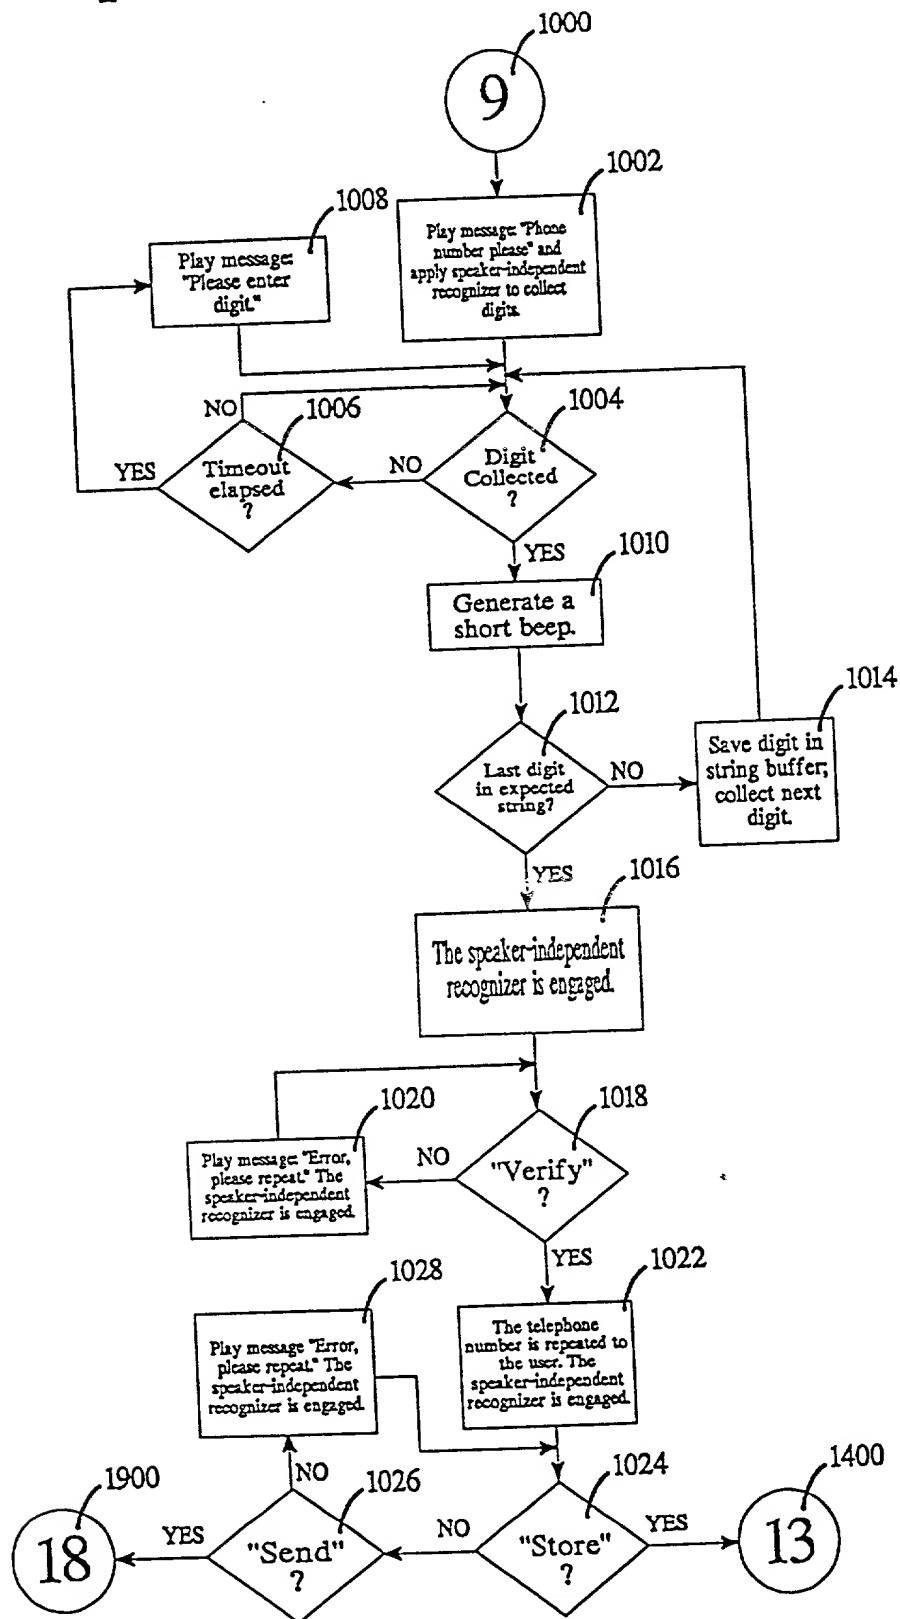 1000
9
1002
Play message: "Phone
number please" and
apply speaker-independent
recognizer to collect
digits.
1008
Play message:
"Please enter
digit."
NO
1006
1004
YES
Timeout
elapsed
?
NO
Digit
Collected
?
YES
1010
Generate a
short beep.
1012
1014
Last digit
in expected
string?
NO
Save digit in
string buffer;
collect next
digit.
YES
1016
The speaker-independent
recognizer is engaged.
1020
1018
Play message: "Error,
please repeat." The
speaker-independent
recognizer is engaged.
NO
"Verify"
?
YES
1028
1022
Play message "Error,
please repeat." The
speaker-independent
recognizer is engaged.
The telephone
number is repeated to
the user. The
speaker-independent
recognizer is engaged.
NO
1900
1026
1024
1400
18
YES
"Send"
?
NO
"Store"
?
YES
13